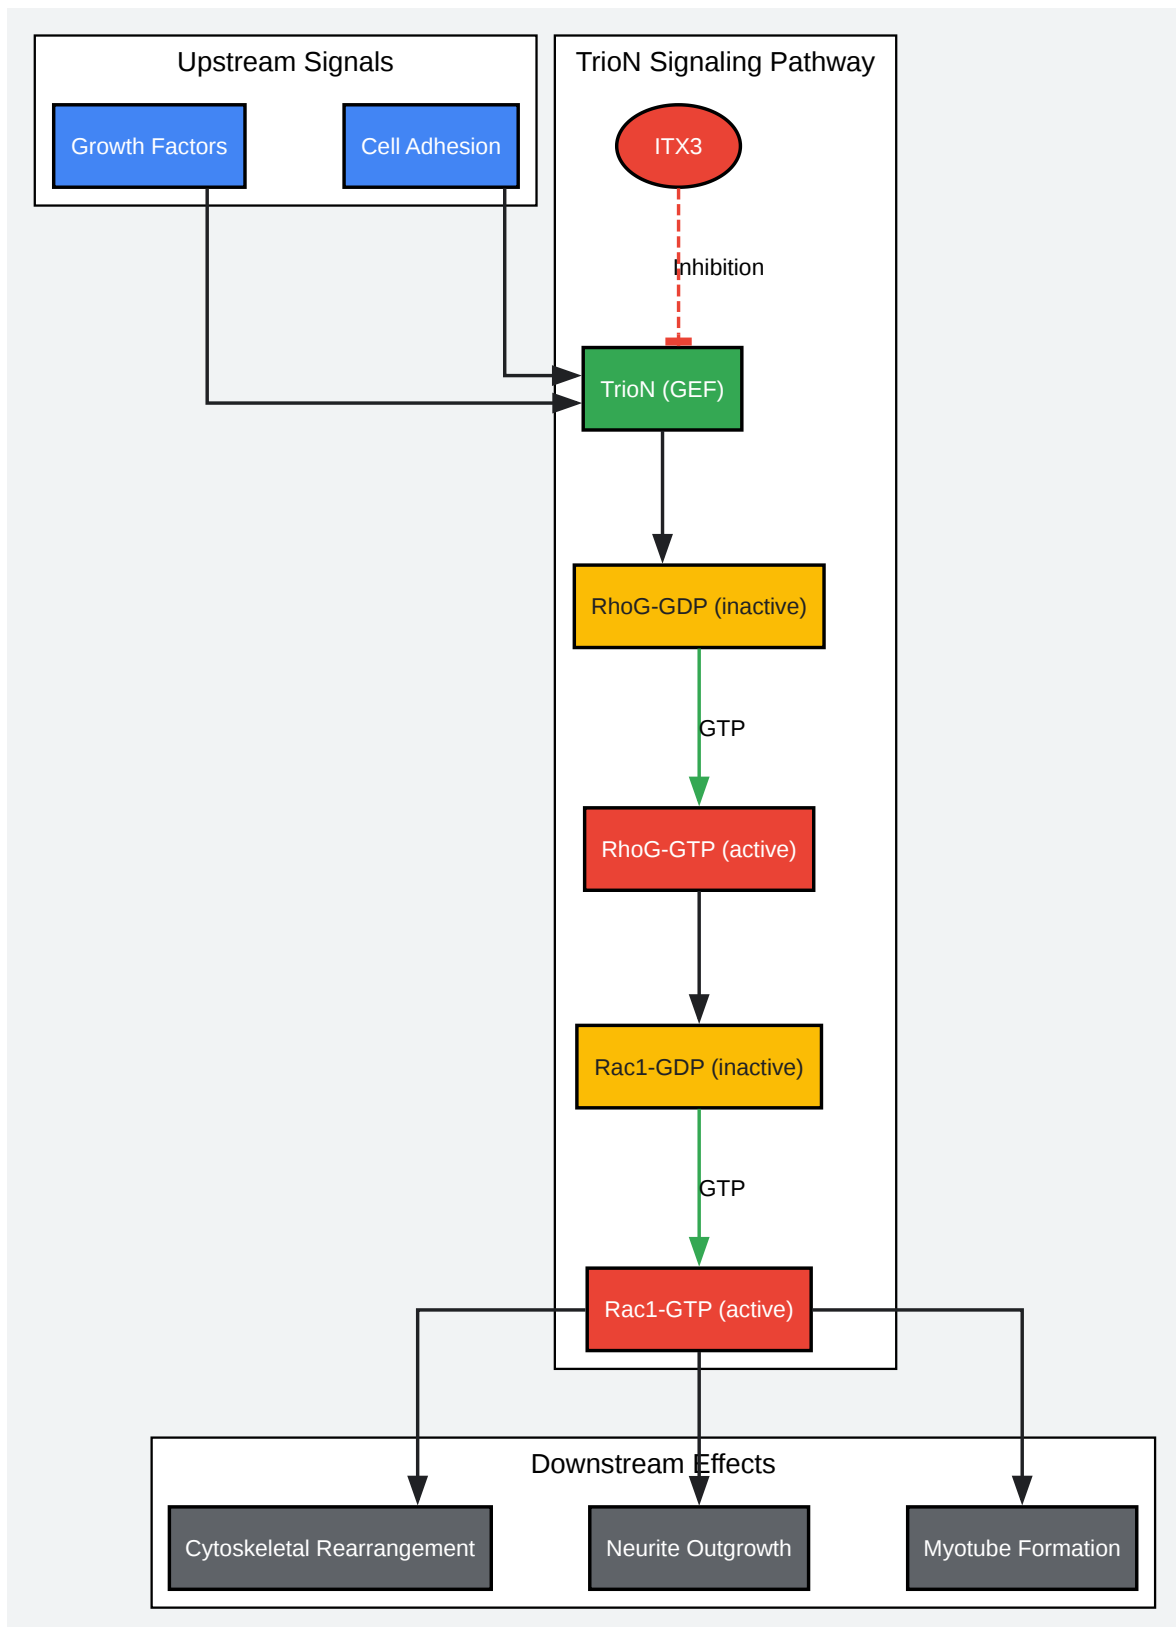 Upstream Signals
TrioN Signaling Pathway
Growth Factors
Cell Adhesion
ITX3
Inhibition
TrioN (GEF)
RhoG-GDP (inactive)
GTP
RhoG-GTP (active)
Rac1-GDP (inactive)
GTP
Rac1-GTP (active)
Downstream Effects
Cytoskeletal Rearrangement
Neurite Outgrowth
Myotube Formation